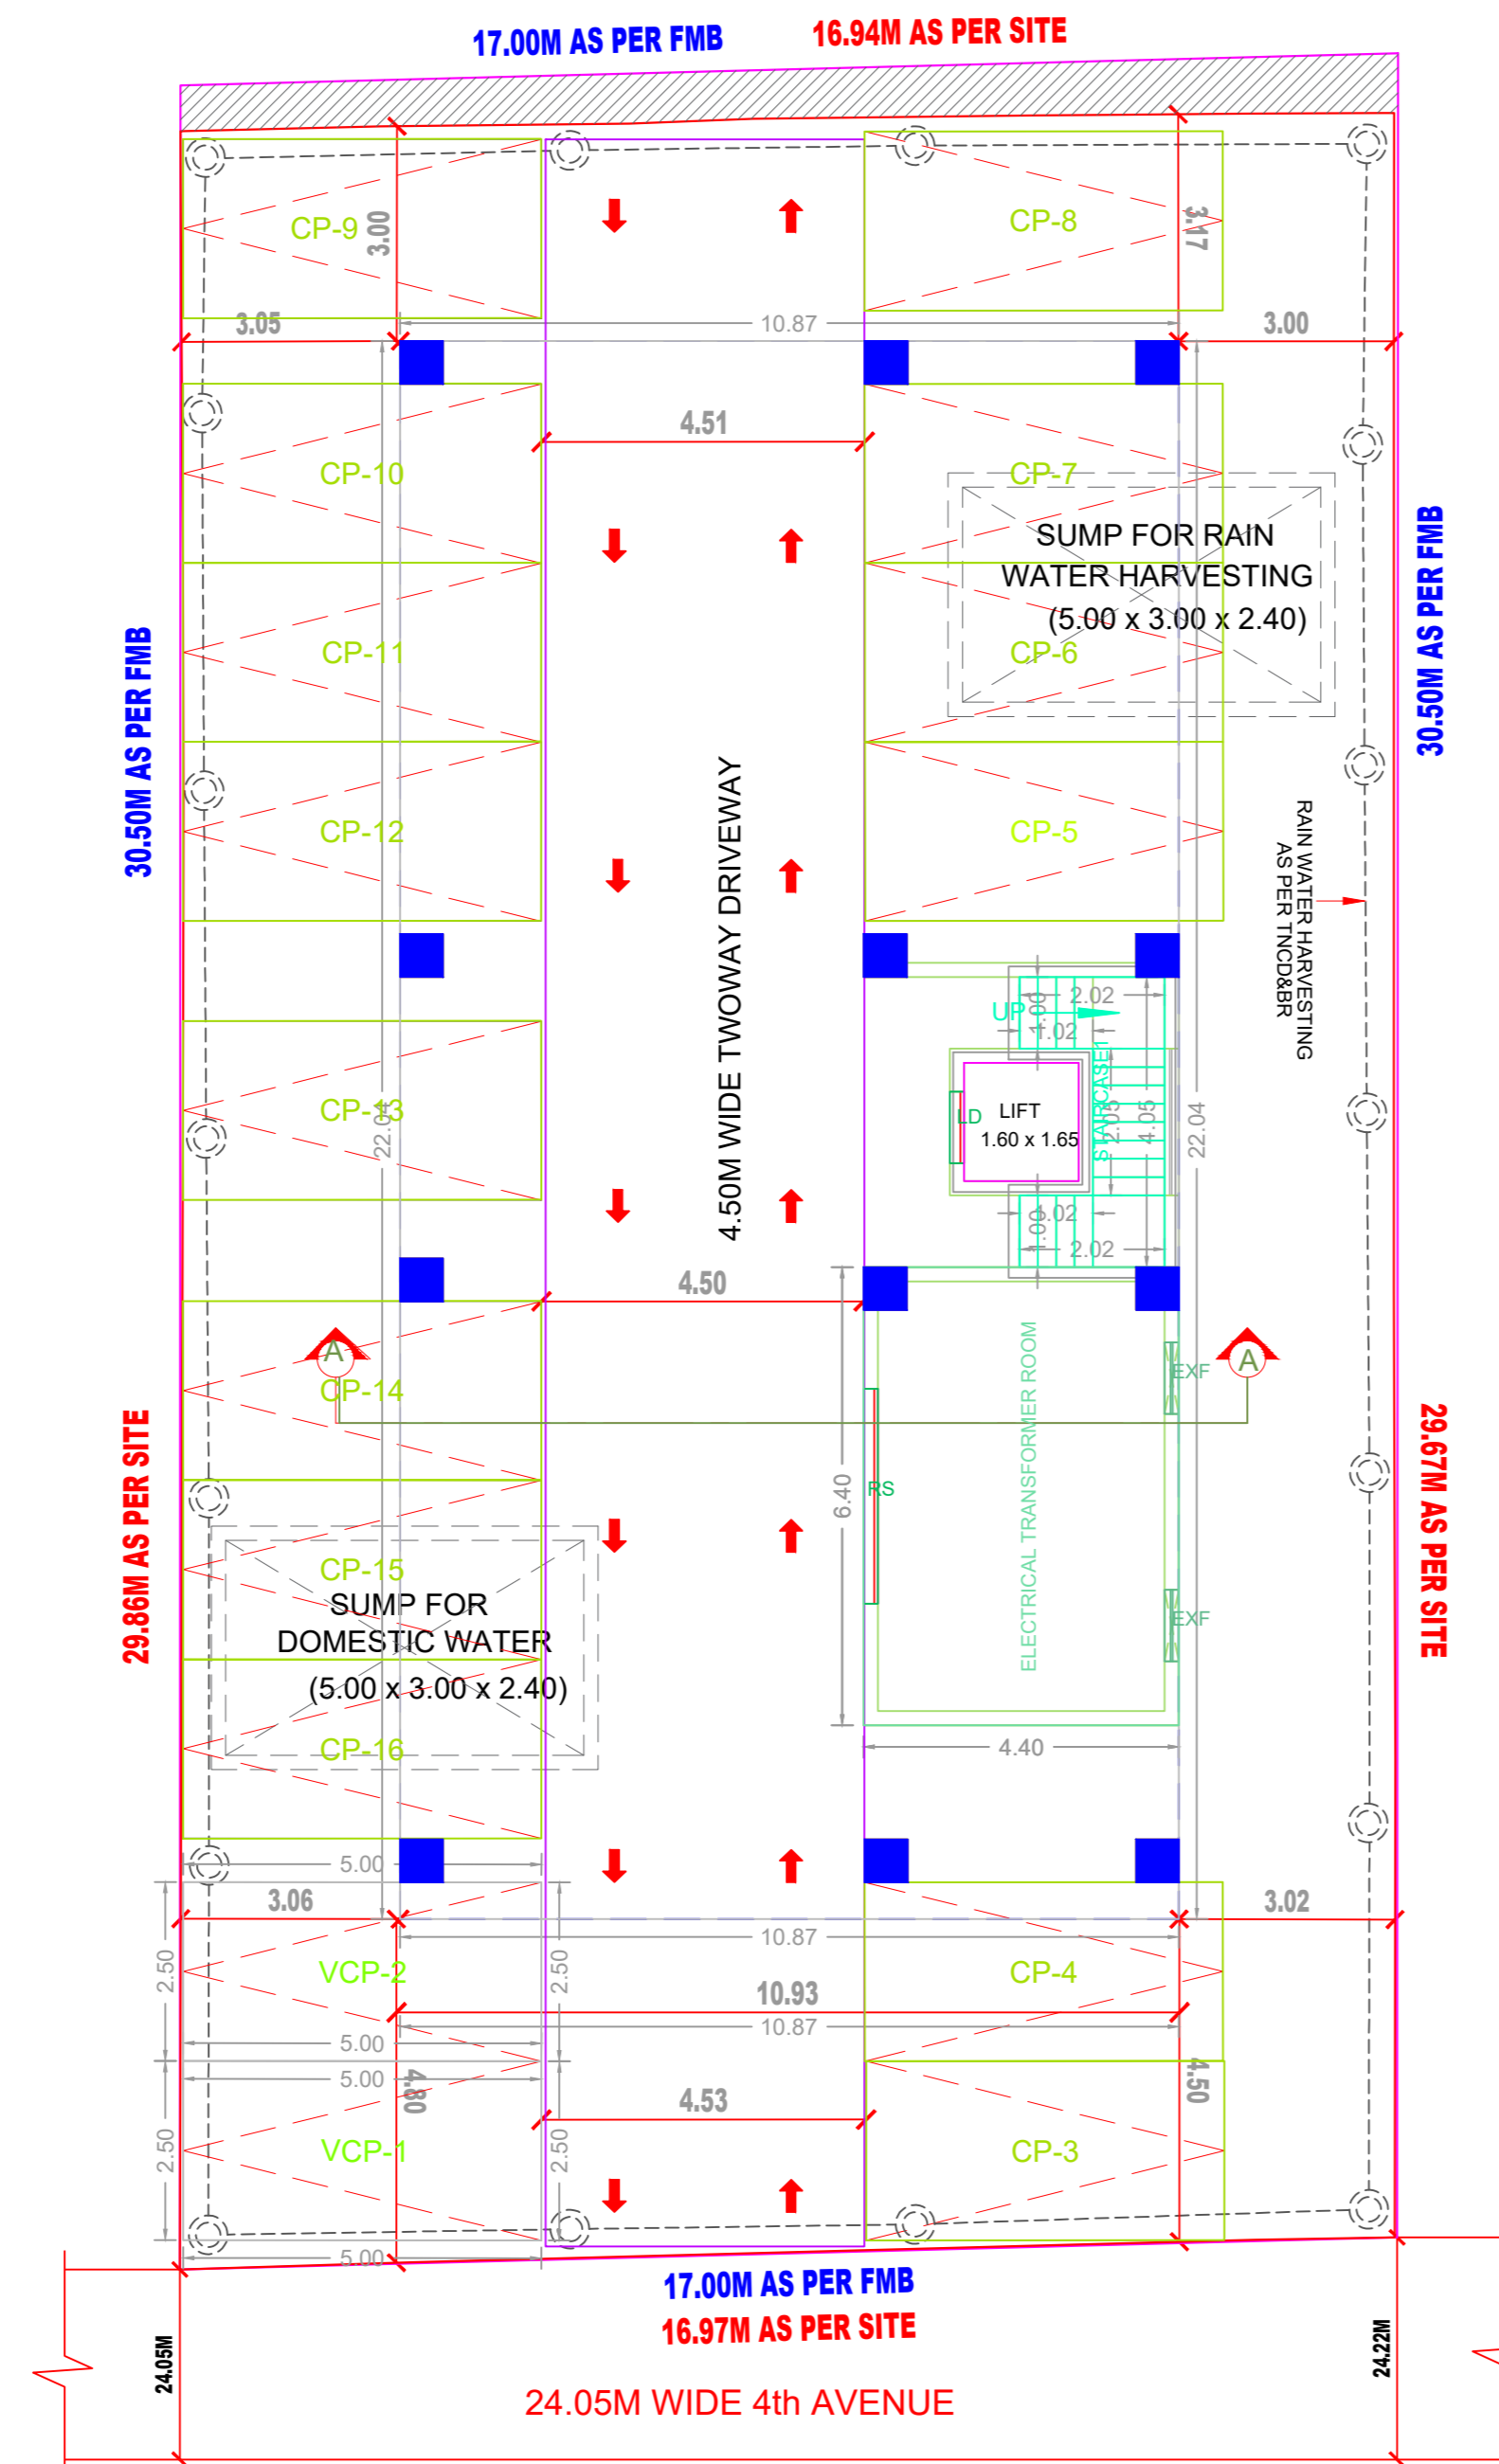 17.00M AS PER FMB
16.94M AS PER SITE
CP-9
3.00
CP-8
3.17
3.05
10.87
3.00
4.51
CP-10
CP-7
SUMP FOR RAIN
WATER HARVESTING
(5.00 x 3.00 x 2.40)
30.50M AS PER FMB
30.50M AS PER FMB
CP-11
CP-6
CP-12
CP-5
4.50M WIDE TWOWAY DRIVEWAY
RAIN WATER HARVESTING
AS PER TNCD&BR
UP
1.00
2.02
1.02
CP-13
22.04
LD
LIFT
1.60 x 1.65
STAIRCASE1
2.05
4.05
22.04
1.00
1.02
2.02
4.50
A
A
CP-14
EXF
ELECTRICAL TRANSFORMER ROOM
6.40
RS
29.86M AS PER SITE
29.67M AS PER SITE
CP-15
SUMP FOR
DOMESTIC WATER
(5.00 x 3.00 x 2.40)
EXF
CP-16
4.40
5.00
3.06
3.02
10.87
2.50
VCP-2
2.50
CP-4
10.93
10.87
5.00
5.00
4.80
4.50
4.53
2.50
VCP-1
2.50
CP-3
5.00
17.00M AS PER FMB
16.97M AS PER SITE
24.05M
24.22M
24.05M WIDE 4th AVENUE